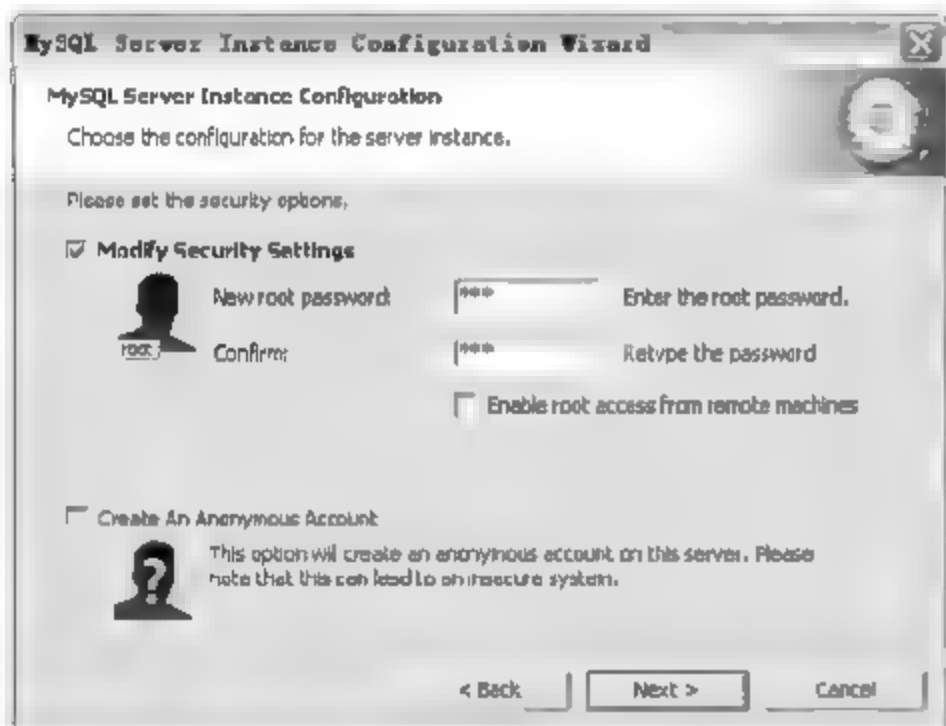 MySQL Server Instance Configuration Wizard
MySQL Server Instance Configuration
Choose the configuration for the server instance.
Please set the security options.
Modify Security Settings
New root password: *** Enter the root password.
root
Confirm: *** Retype the password
Enable root access from remote machines
Create An Anonymous Account
This option will create an anonymous account on this server. Please
note that this can lead to an insecure system.
< Back Next > Cancel